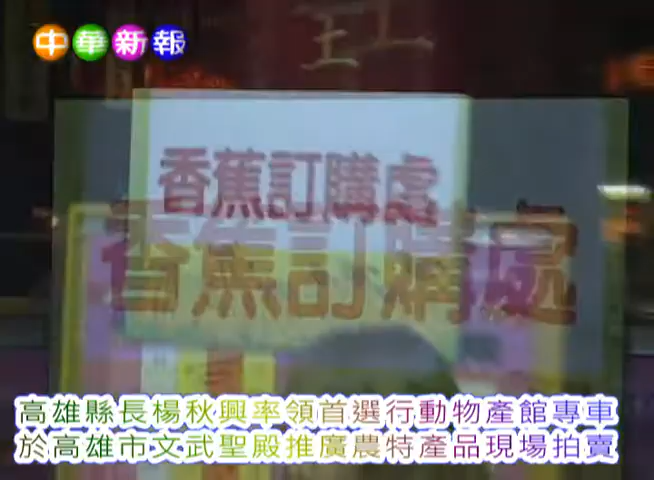 中華新報
香蕉訂購處
香蕉訂購處
高雄縣長楊秋興率領首選行動物產館專車
於高雄市文武聖殿推廣農特產品現場拍賣